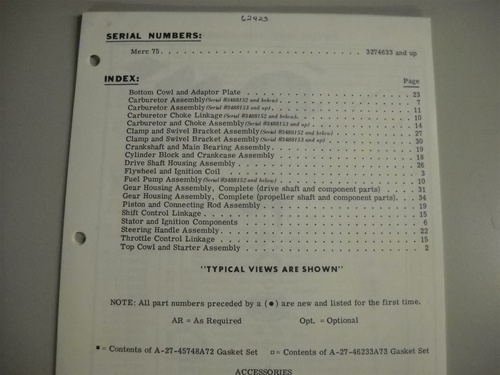 62423
SERIAL NUMBERS:
Merc 75 . . . . . . . . . . . . . . . . . . . . . . . . . . 3274633 and up
INDEX:
Page
Bottom Cowl and Adaptor Plate . . . . . . . . . . . . . . . . . . . . 23
Carburetor Assembly (Serial #3488152 and below) . . . . . . . . . . . . . . . . 7
Carburetor Assembly (Serial #3488153 and up) . . . . . . . . . . . . . . . . 11
Carburetor Choke Linkage (Serial #3488152 and below) . . . . . . . . . . . . . . 10
Carburetor and Choke Assembly (Serial #3488153 and up) . . . . . . . . . . . . . 14
Clamp and Swivel Bracket Assembly (Serial #3488152 and below) . . . . . . . . . . 27
Clamp and Swivel Bracket Assembly (Serial #3488153 and up) . . . . . . . . . . . 30
Crankshaft and Main Bearing Assembly . . . . . . . . . . . . . . . . . 19
Cylinder Block and Crankcase Assembly . . . . . . . . . . . . . . . . 18
Drive Shaft Housing Assembly . . . . . . . . . . . . . . . . . . . . 26
Flywheel and Ignition Coil . . . . . . . . . . . . . . . . . . . . . 3
Fuel Pump Assembly (Serial #3488152 and below) . . . . . . . . . . . . . . . . 10
Gear Housing Assembly, Complete (drive shaft and component parts) . . . . 31
Gear Housing Assembly, Complete (propeller shaft and component parts) . 34
Piston and Connecting Rod Assembly . . . . . . . . . . . . . . . . . 19
Shift Control Linkage . . . . . . . . . . . . . . . . . . . . . . . 15
Stator and Ignition Components . . . . . . . . . . . . . . . . . . . 6
Steering Handle Assembly . . . . . . . . . . . . . . . . . . . . . . 22
Throttle Control Linkage . . . . . . . . . . . . . . . . . . . . . . 15
Top Cowl and Starter Assembly . . . . . . . . . . . . . . . . . . . . 2
"TYPICAL VIEWS ARE SHOWN"
NOTE: All part numbers preceded by a (●) are new and listed for the first time.
AR = As Required Opt. = Optional
■ = Contents of A-27-45748A72 Gasket Set □ = Contents of A-27-46233A73 Gasket Set
ACCESSORIES